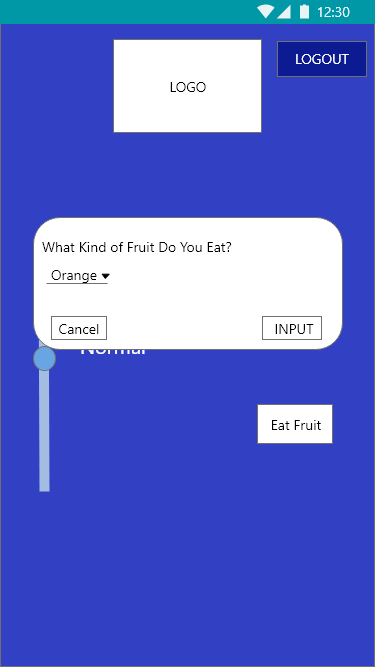 12:30
LOGO
LOGOUT
What Kind of Fruit Do You Eat?
Orange
Cancel
INPUT
Normal
Eat Fruit